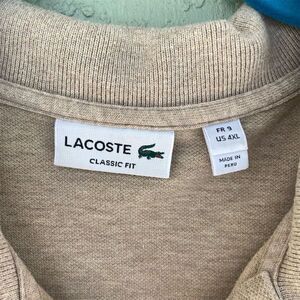 LACOSTE
CLASSIC FIT
FR 9
US 4XL
MADE IN
PERU